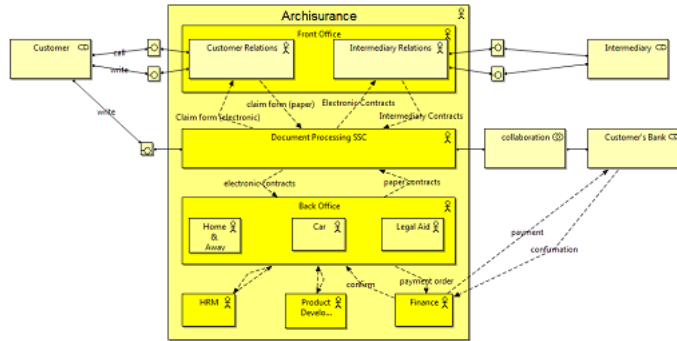 Archisurance
Front Office
Customer
call
write
Customer Relations
Intermediary Relations
Intermediary
claim form (paper)
Electronic Contracts
Claim form (electronic)
Intermediary Contracts
write
Document Processing SSC
collaboration
Customer's Bank
electronic contracts
paper contracts
Back Office
Home
&
Away
Car
Legal Aid
payment
confirmation
confirm
payment order
HRM
Product
Develo...
Finance